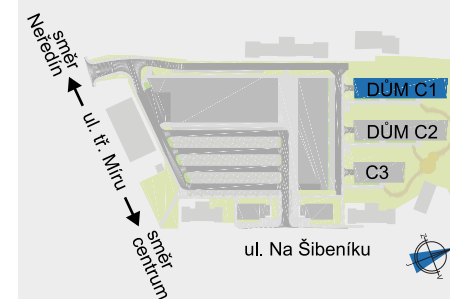 směr
Neředín
ul. tř. Míru
směr
centrum
DŮM C1
DŮM C2
C3
ul. Na Šibeníku